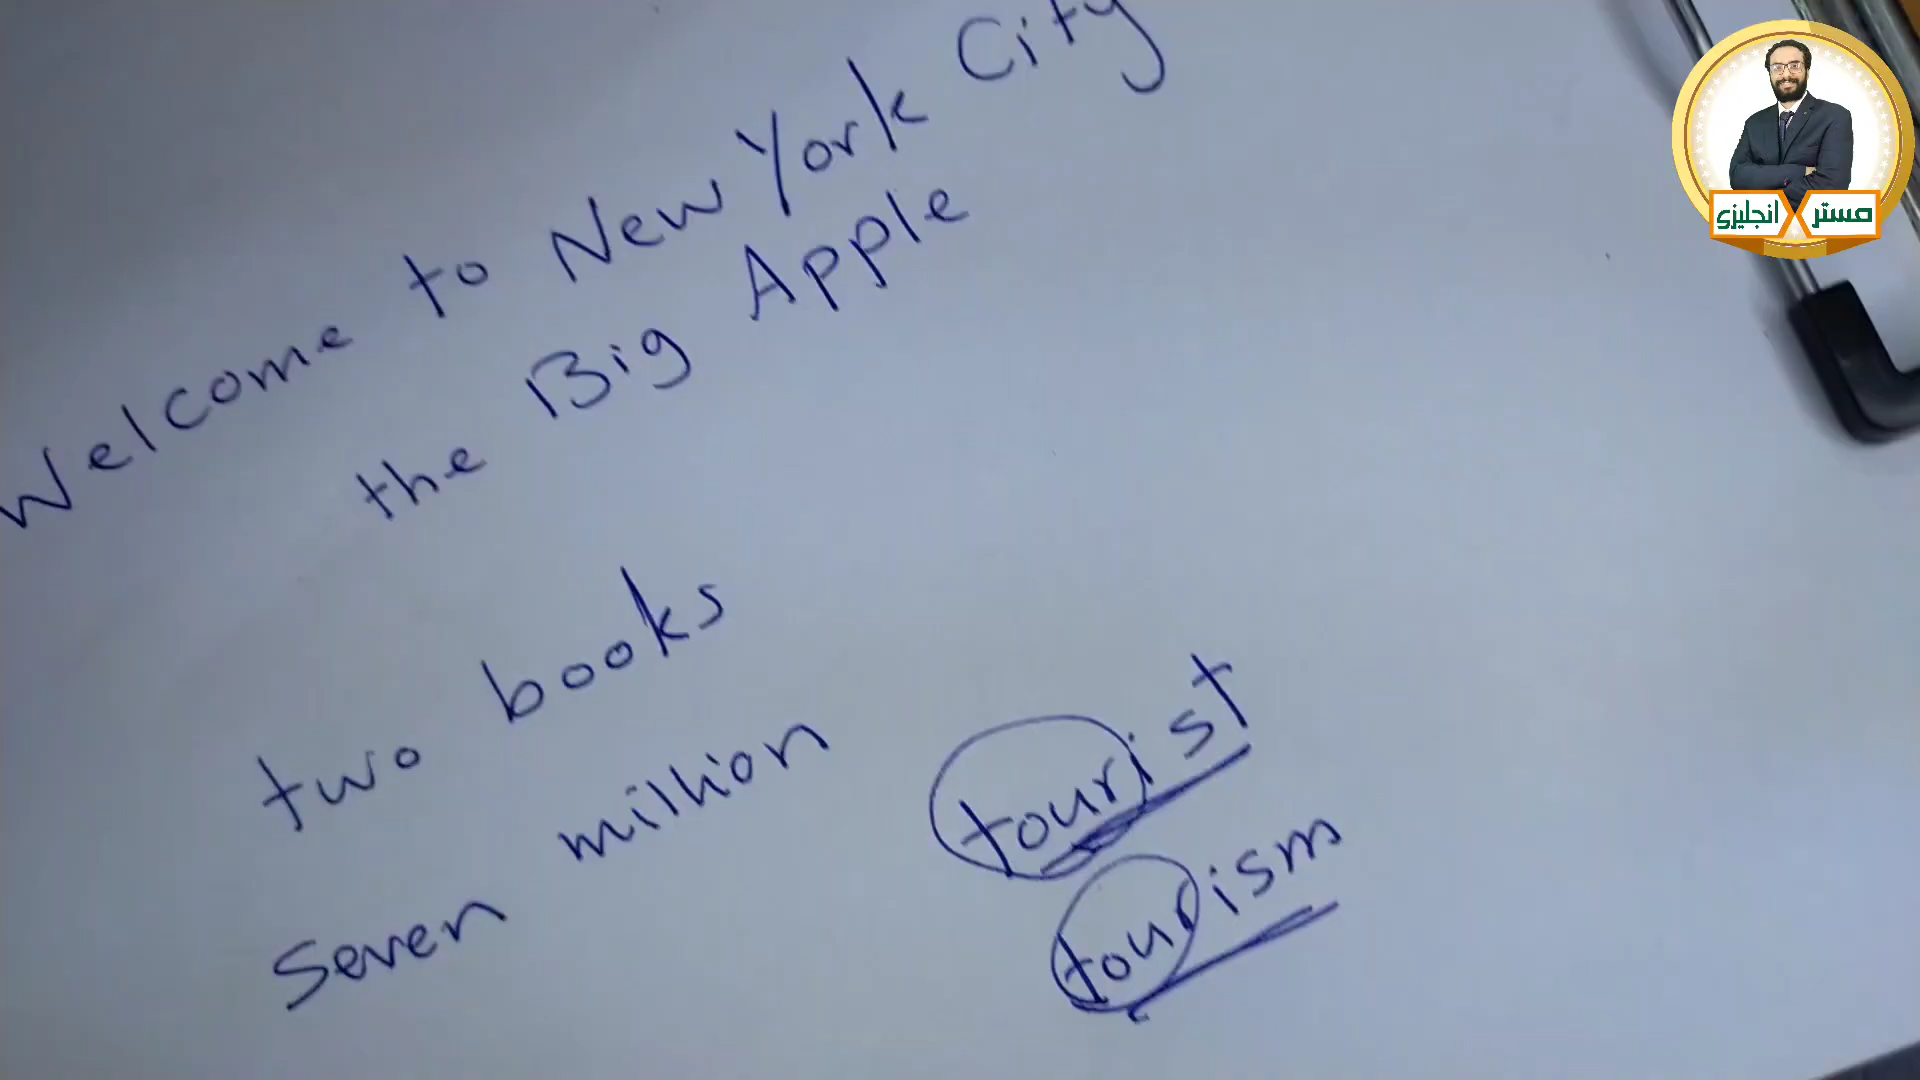 Welcome to New York City
the Big Apple
two books
seven million
tourist
tourism
مستر X انجليزي